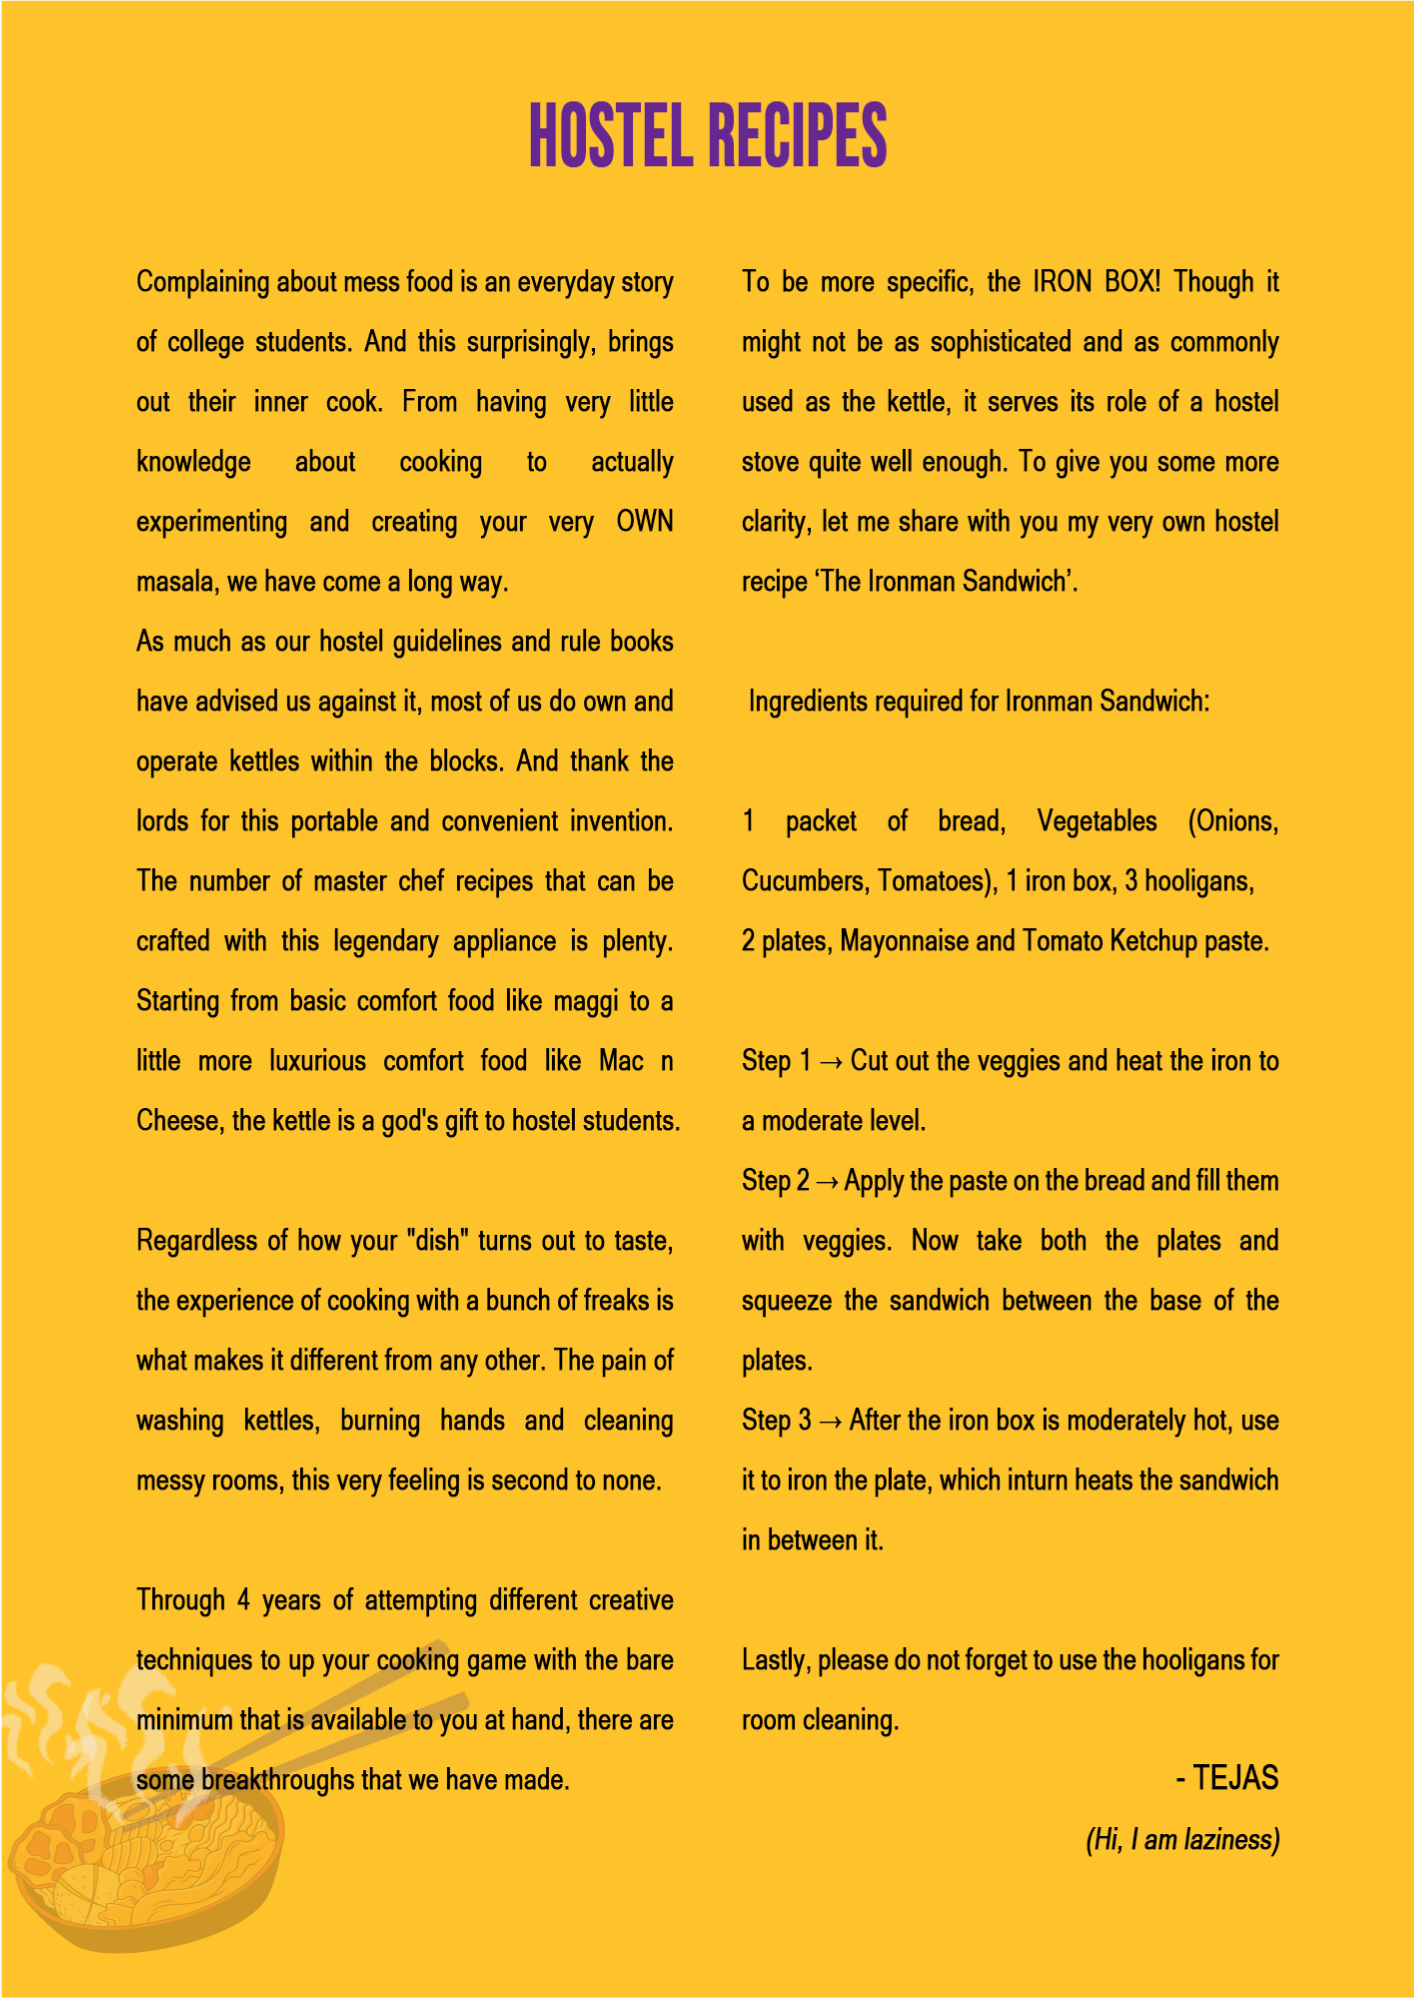 HOSTEL RECIPES
Complaining about mess food is an everyday story
of college students. And this surprisingly, brings
out their inner cook. From having very little
knowledge about cooking to actually
experimenting and creating your very OWN
masala, we have come a long way.
As much as our hostel guidelines and rule books
have advised us against it, most of us do own and
operate kettles within the blocks. And thank the
lords for this portable and convenient invention.
The number of master chef recipes that can be
crafted with this legendary appliance is plenty.
Starting from basic comfort food like maggi to a
little more luxurious comfort food like Mac n
Cheese, the kettle is a god's gift to hostel students.
Regardless of how your "dish" turns out to taste,
the experience of cooking with a bunch of freaks is
what makes it different from any other. The pain of
washing kettles, burning hands and cleaning
messy rooms, this very feeling is second to none.
Through 4 years of attempting different creative
techniques to up your cooking game with the bare
minimum that is available to you at hand, there are
some breakthroughs that we have made.
To be more specific, the IRON BOX! Though it
might not be as sophisticated and as commonly
used as the kettle, it serves its role of a hostel
stove quite well enough. To give you some more
clarity, let me share with you my very own hostel
recipe ‘The Ironman Sandwich’.
Ingredients required for Ironman Sandwich:
1 packet of bread, Vegetables (Onions,
Cucumbers, Tomatoes), 1 iron box, 3 hooligans,
2 plates, Mayonnaise and Tomato Ketchup paste.
Step 1 → Cut out the veggies and heat the iron to
a moderate level.
Step 2 → Apply the paste on the bread and fill them
with veggies. Now take both the plates and
squeeze the sandwich between the base of the
plates.
Step 3 → After the iron box is moderately hot, use
it to iron the plate, which inturn heats the sandwich
in between it.
Lastly, please do not forget to use the hooligans for
room cleaning.
- TEJAS
(Hi, I am laziness)